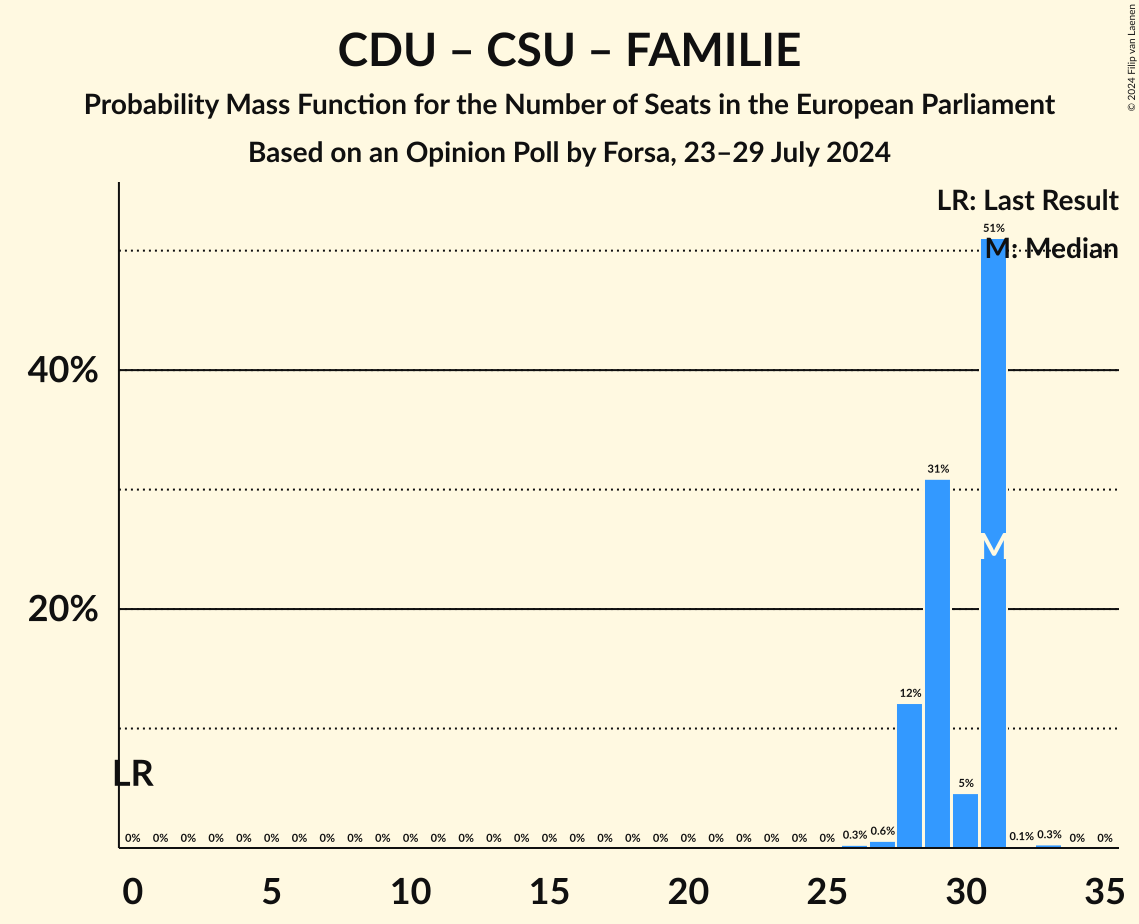 CDU – CSU – FAMILIE
Probability Mass Function for the Number of Seats in the European Parliament
Based on an Opinion Poll by Forsa, 23–29 July 2024
© 2024 Filip van Laenen
LR: Last Result
M: Median
51%
40%
31%
M
20%
12%
LR
5%
0% 0% 0% 0% 0% 0% 0% 0% 0% 0% 0% 0% 0% 0% 0% 0% 0% 0% 0% 0% 0% 0% 0% 0% 0% 0% 0.3% 0.6% 0.1% 0.3% 0% 0%
0 5 10 15 20 25 30 35